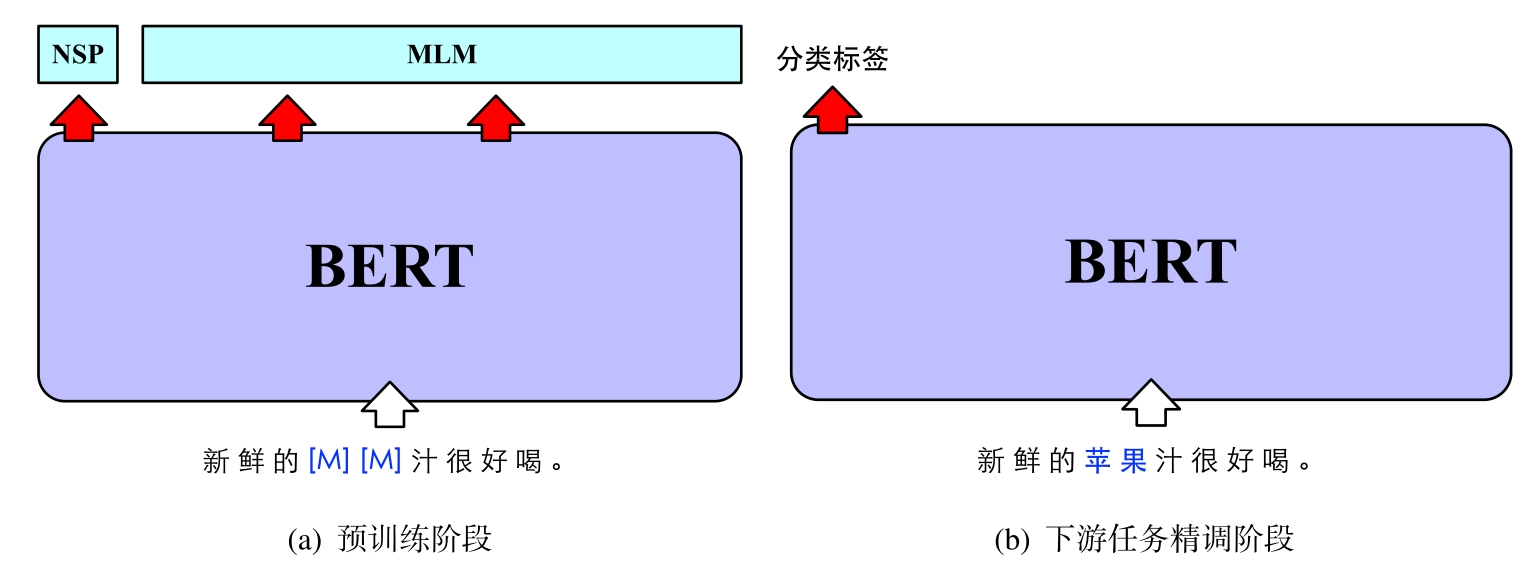 NSP
MLM
BERT
新鲜的[M][M]汁很好喝。
(a) 预训练阶段
分类标签
BERT
新鲜的苹果汁很好喝。
(b) 下游任务精调阶段